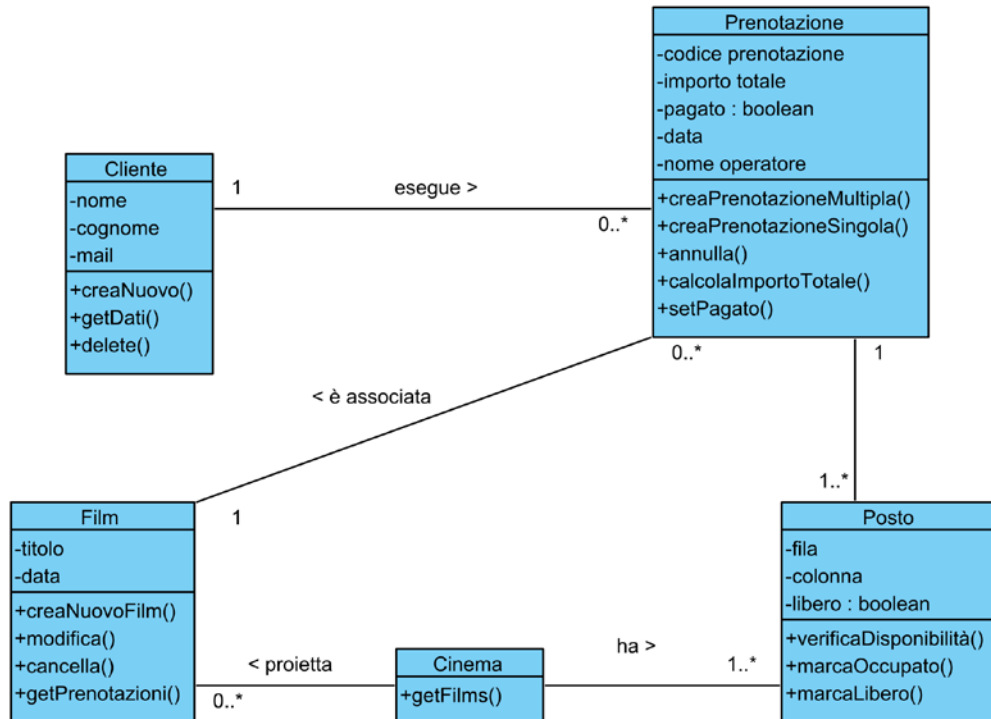 Prenotazione
-codice prenotazione
-importo totale
-pagato : boolean
-data
-nome operatore
+creaPrenotazioneMultipla()
+creaPrenotazioneSingola()
+annulla()
+calcolaImportoTotale()
+setPagato()
Cliente
-nome
-cognome
-mail
+creaNuovo()
+getDati()
+delete()
1
esegue >
0..*
0..*
1
< è associata
1
1..*
Film
-titolo
-data
+creaNuovoFilm()
+modifica()
+cancella()
+getPrenotazioni()
< proietta
0..*
Cinema
+getFilms()
ha >
1..*
Posto
-fila
-colonna
-libero : boolean
+verificaDisponibilità()
+marcaOccupato()
+marcaLibero()